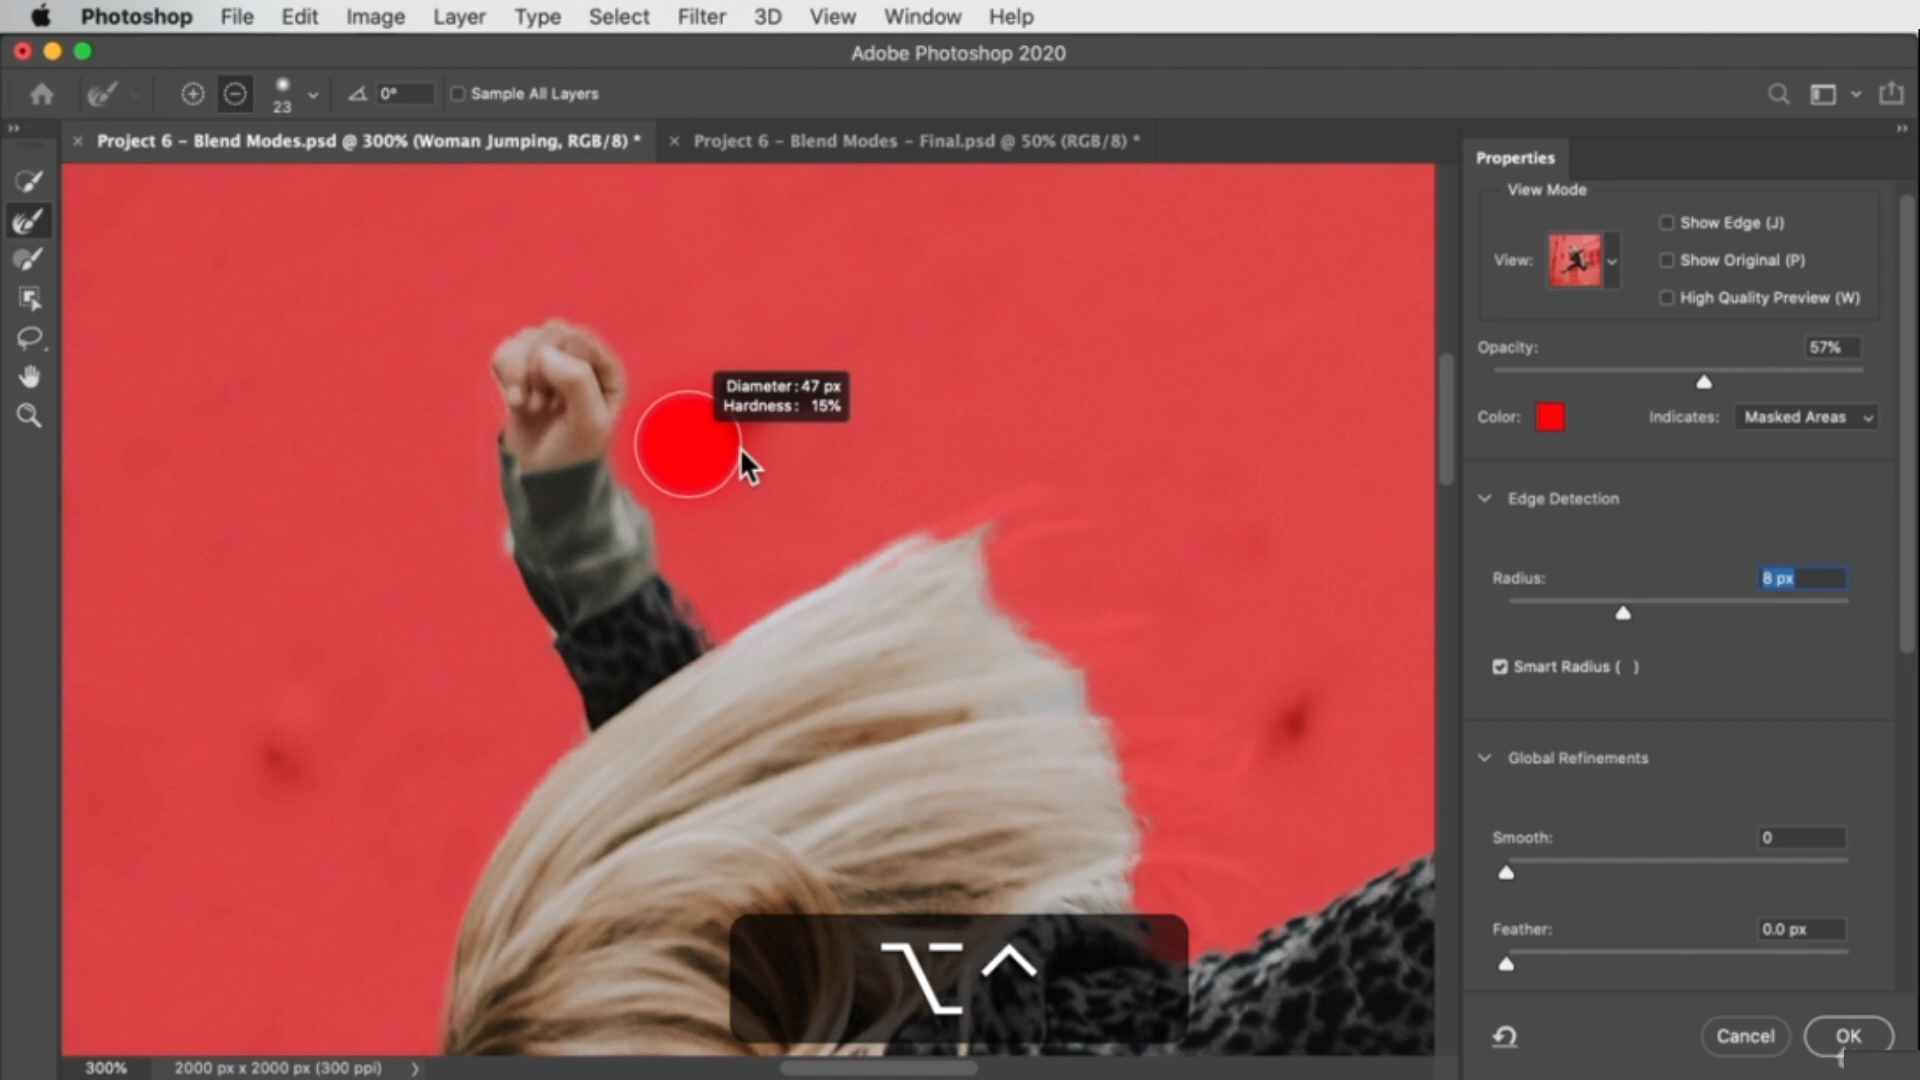 Photoshop File Edit Image Layer Type Select Filter 3D View Window Help
Adobe Photoshop 2020
23 0° Sample All Layers
Project 6 – Blend Modes.psd @ 300% (Woman Jumping, RGB/8) * Project 6 – Blend Modes – Final.psd @ 50% (RGB/8) *
Properties
View Mode
Show Edge (J)
View: Show Original (P)
High Quality Preview (W)
Opacity: 57%
Diameter: 47 px
Hardness: 15%
Color: Indicates: Masked Areas
Edge Detection
Radius: 8 px
Smart Radius ( )
Global Refinements
Smooth: 0
Feather: 0.0 px
⌥ ^
Cancel OK
300% 2000 px x 2000 px (300 ppi)